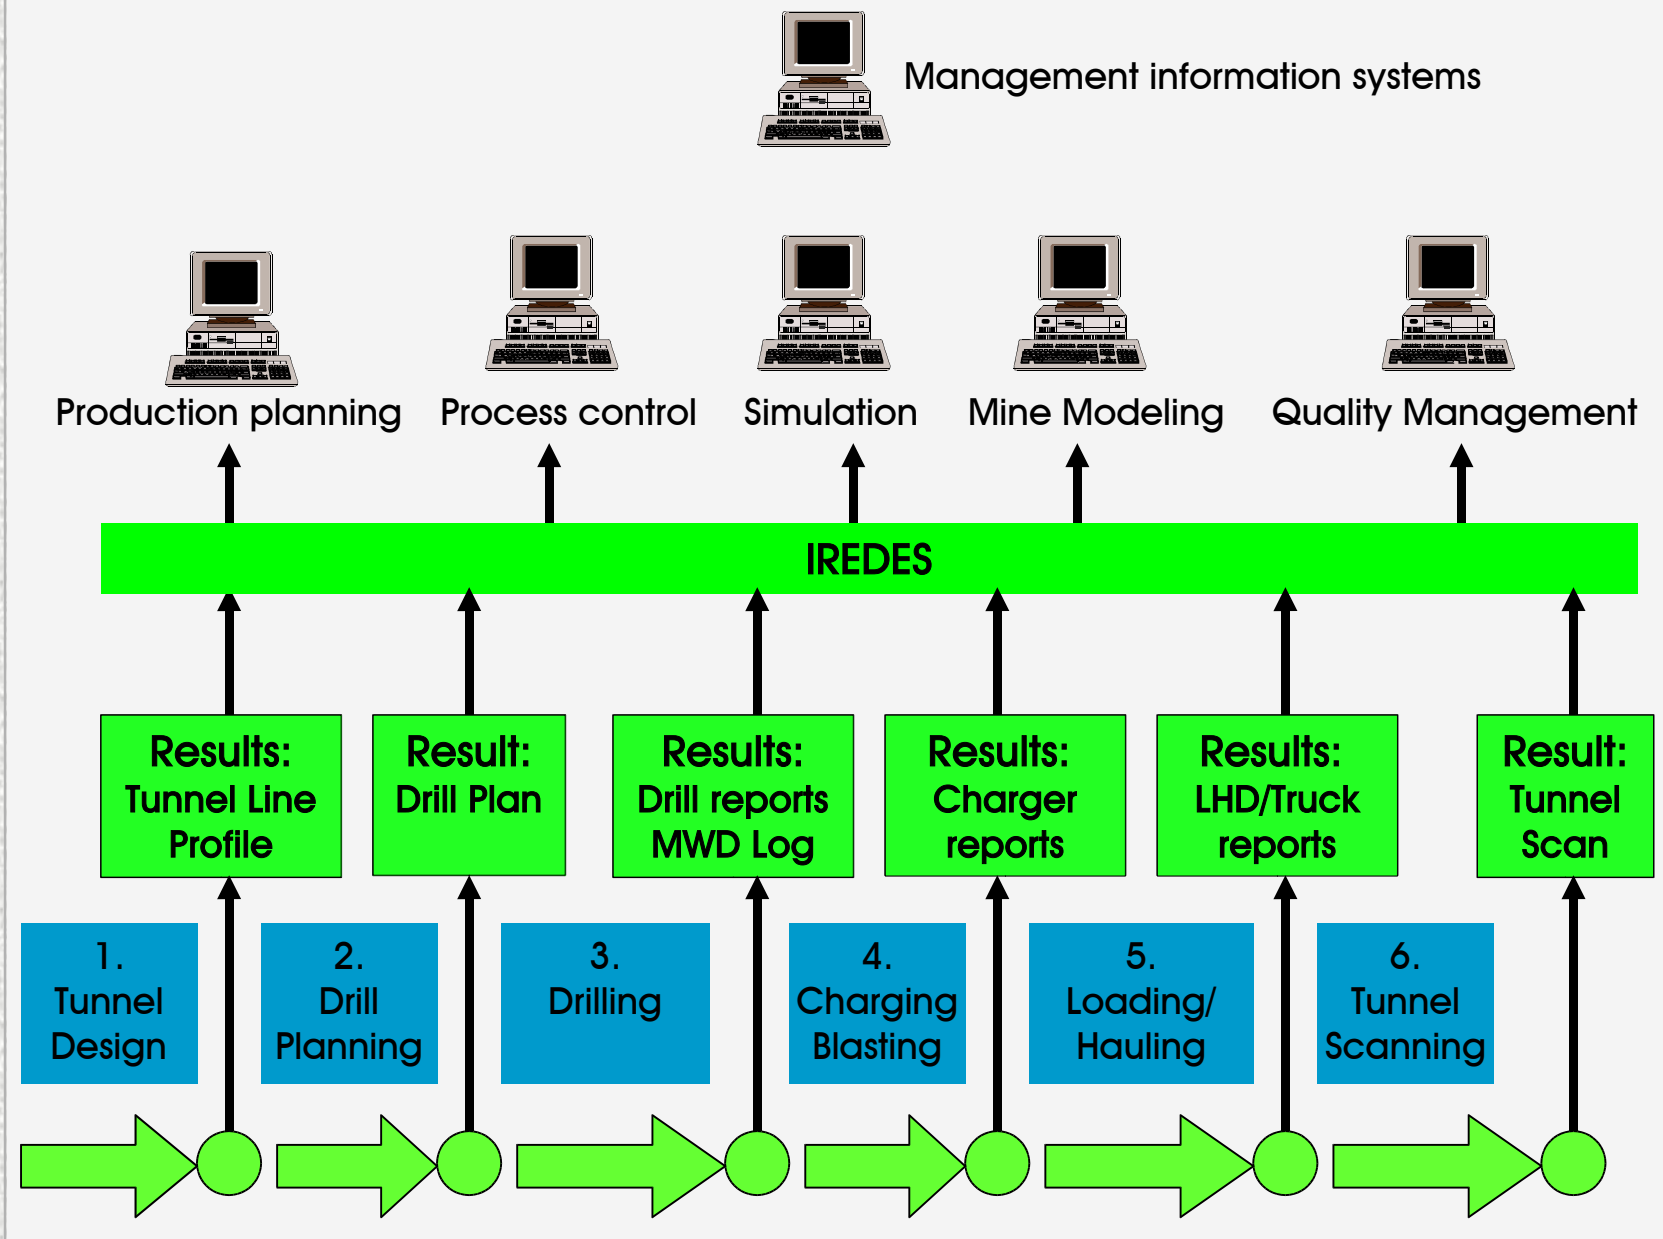 Management information systems
Production planning
Process control
Simulation
Mine Modeling
Quality Management
IREDES
Results:
Tunnel Line
Profile
Result:
Drill Plan
Results:
Drill reports
MWD Log
Results:
Charger
reports
Results:
LHD/Truck
reports
Result:
Tunnel
Scan
1.
Tunnel
Design
2.
Drill
Planning
3.
Drilling
4.
Charging
Blasting
5.
Loading/
Hauling
6.
Tunnel
Scanning